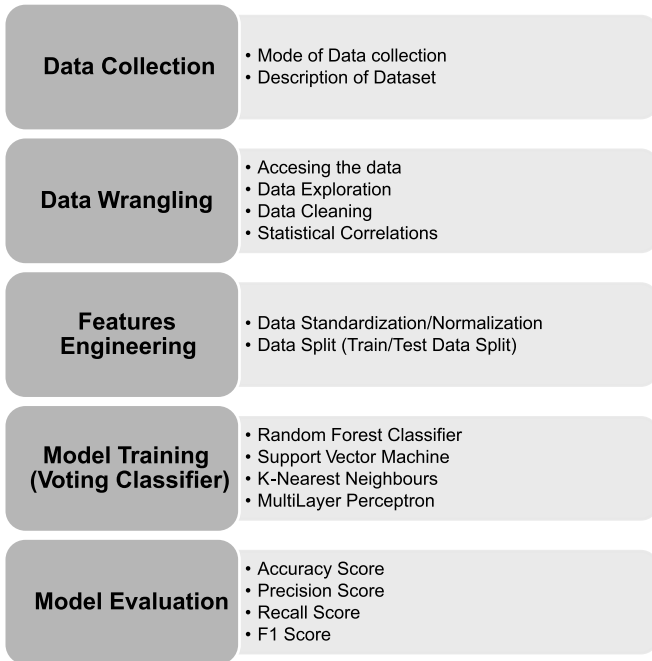 Data Collection
• Mode of Data collection
• Description of Dataset
Data Wrangling
• Accesing the data
• Data Exploration
• Data Cleaning
• Statistical Correlations
Features
Engineering
• Data Standardization/Normalization
• Data Split (Train/Test Data Split)
Model Training
(Voting Classifier)
• Random Forest Classifier
• Support Vector Machine
• K-Nearest Neighbours
• MultiLayer Perceptron
Model Evaluation
• Accuracy Score
• Precision Score
• Recall Score
• F1 Score